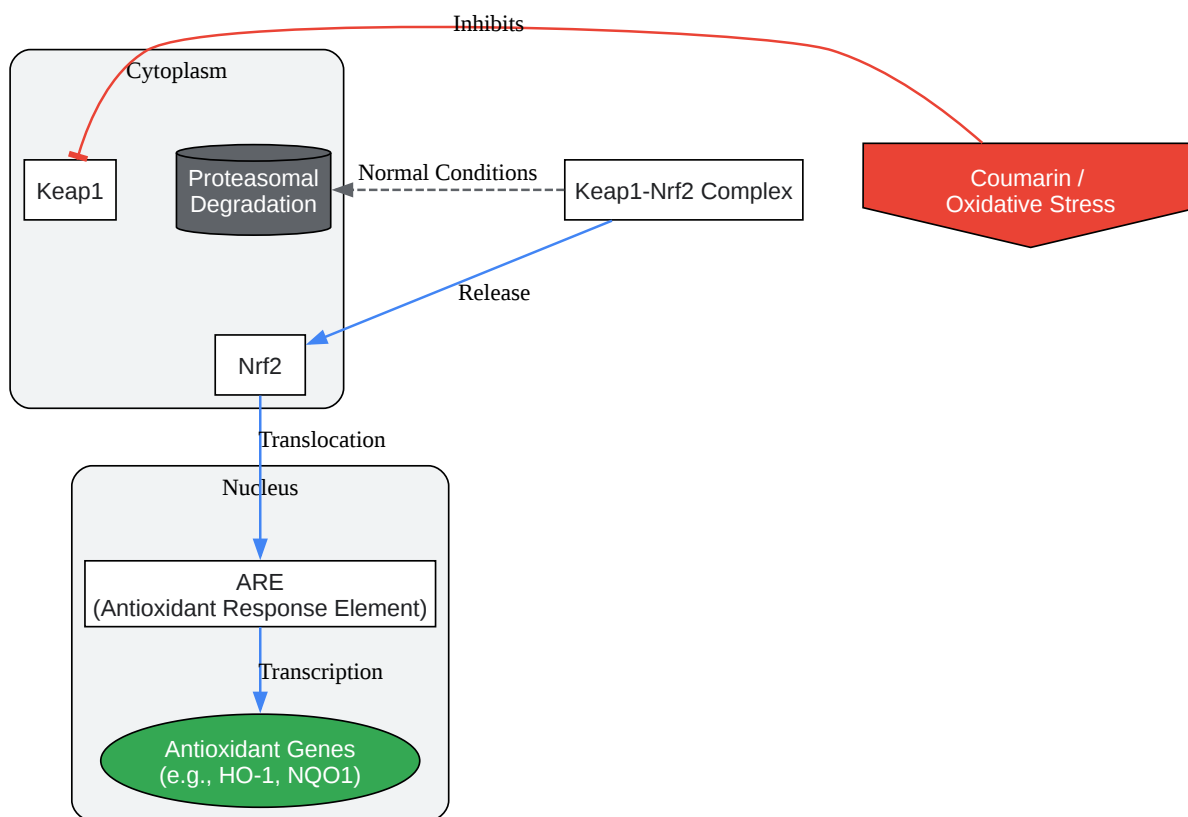 Inhibits
Cytoplasm
Keap1
Proteasomal
Degradation
Normal Conditions
Keap1-Nrf2 Complex
Coumarin /
Oxidative Stress
Release
Nrf2
Translocation
Nucleus
ARE
(Antioxidant Response Element)
Transcription
Antioxidant Genes
(e.g., HO-1, NQO1)